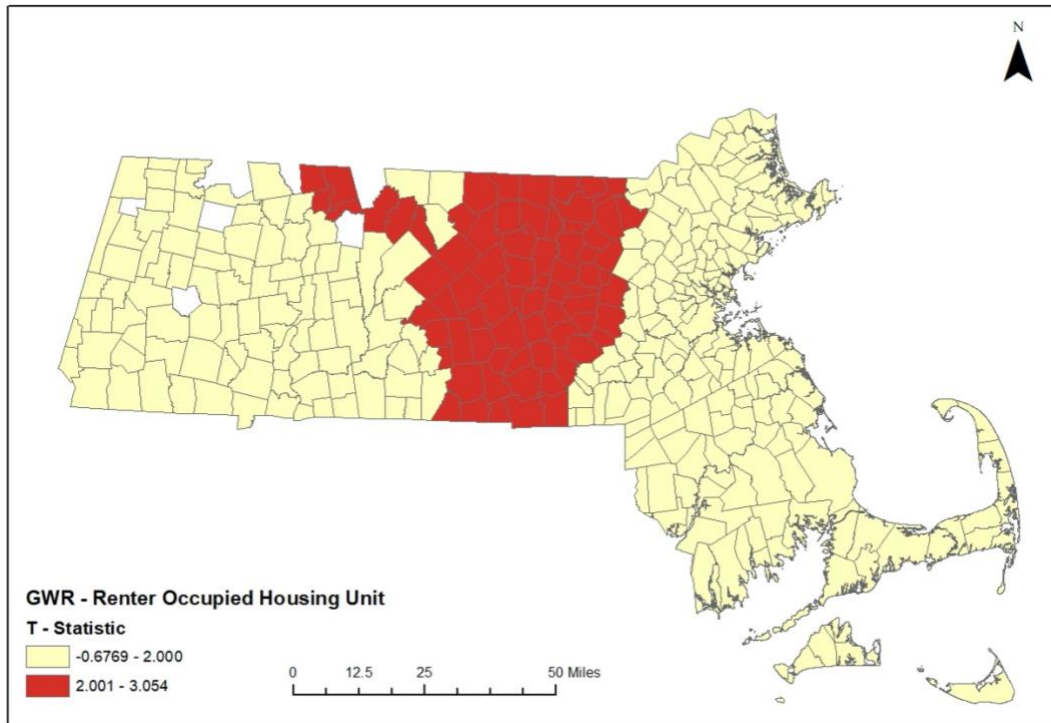 N
GWR - Renter Occupied Housing Unit
T - Statistic
-0.6769 - 2.000
2.001 - 3.054
0 12.5 25 50 Miles